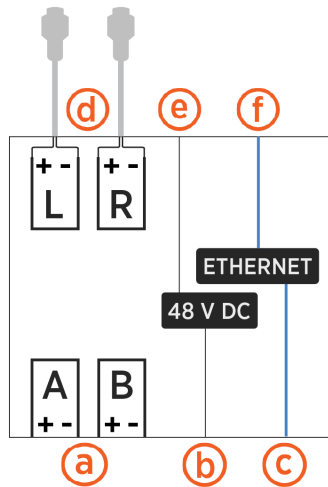 d e f
+ - + -
L R
ETHERNET
48 V DC
A B
+ - + -
a b c